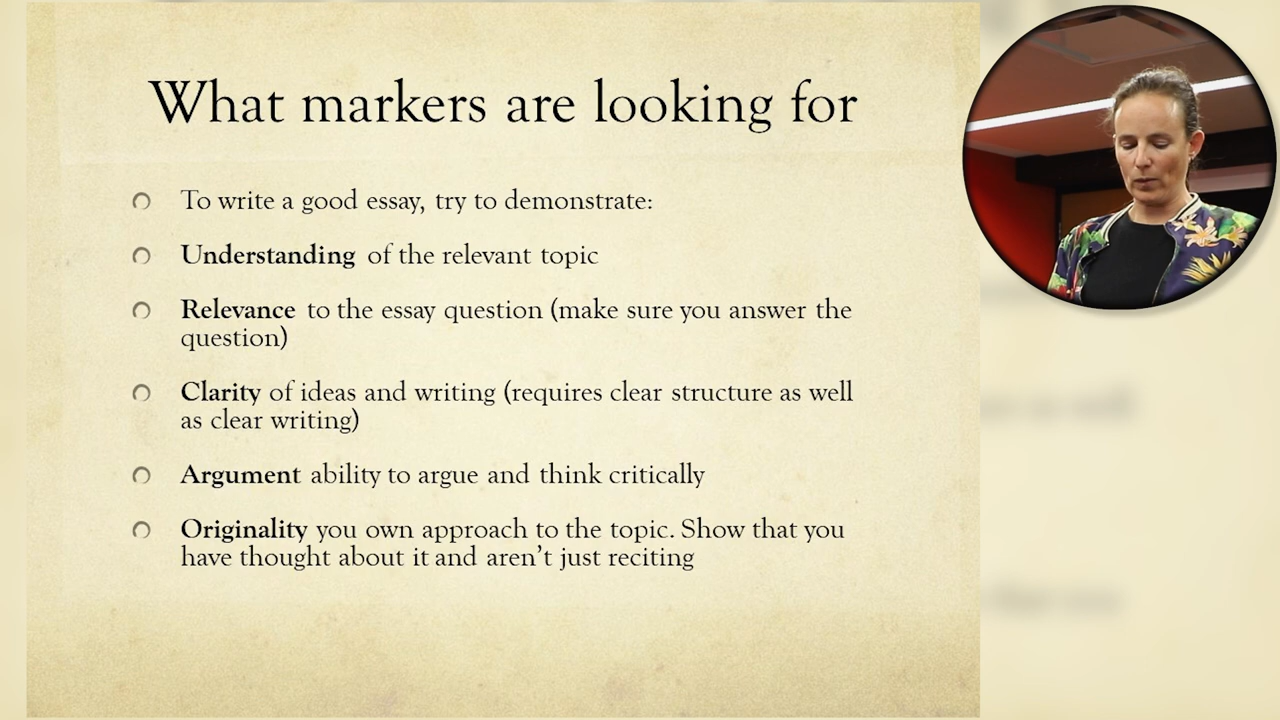 What markers are looking for
To write a good essay, try to demonstrate:
Understanding of the relevant topic
Relevance to the essay question (make sure you answer the
question)
Clarity of ideas and writing (requires clear structure as well
as clear writing)
Argument ability to argue and think critically
Originality you own approach to the topic. Show that you
have thought about it and aren't just reciting